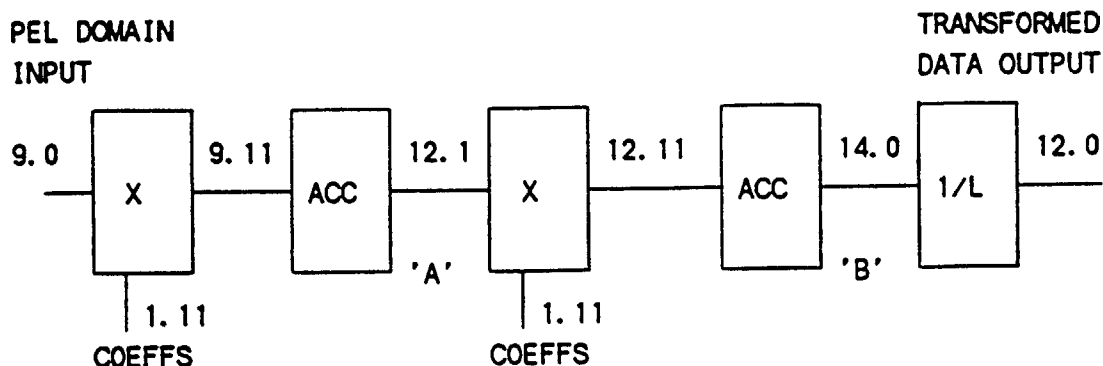 PEL DOMAIN
INPUT
TRANSFORMED
DATA OUTPUT
9.0
X
9.11
ACC
12.1
X
12.11
ACC
14.0
1/L
12.0
'A'
'B'
1.11
COEFFS
1.11
COEFFS